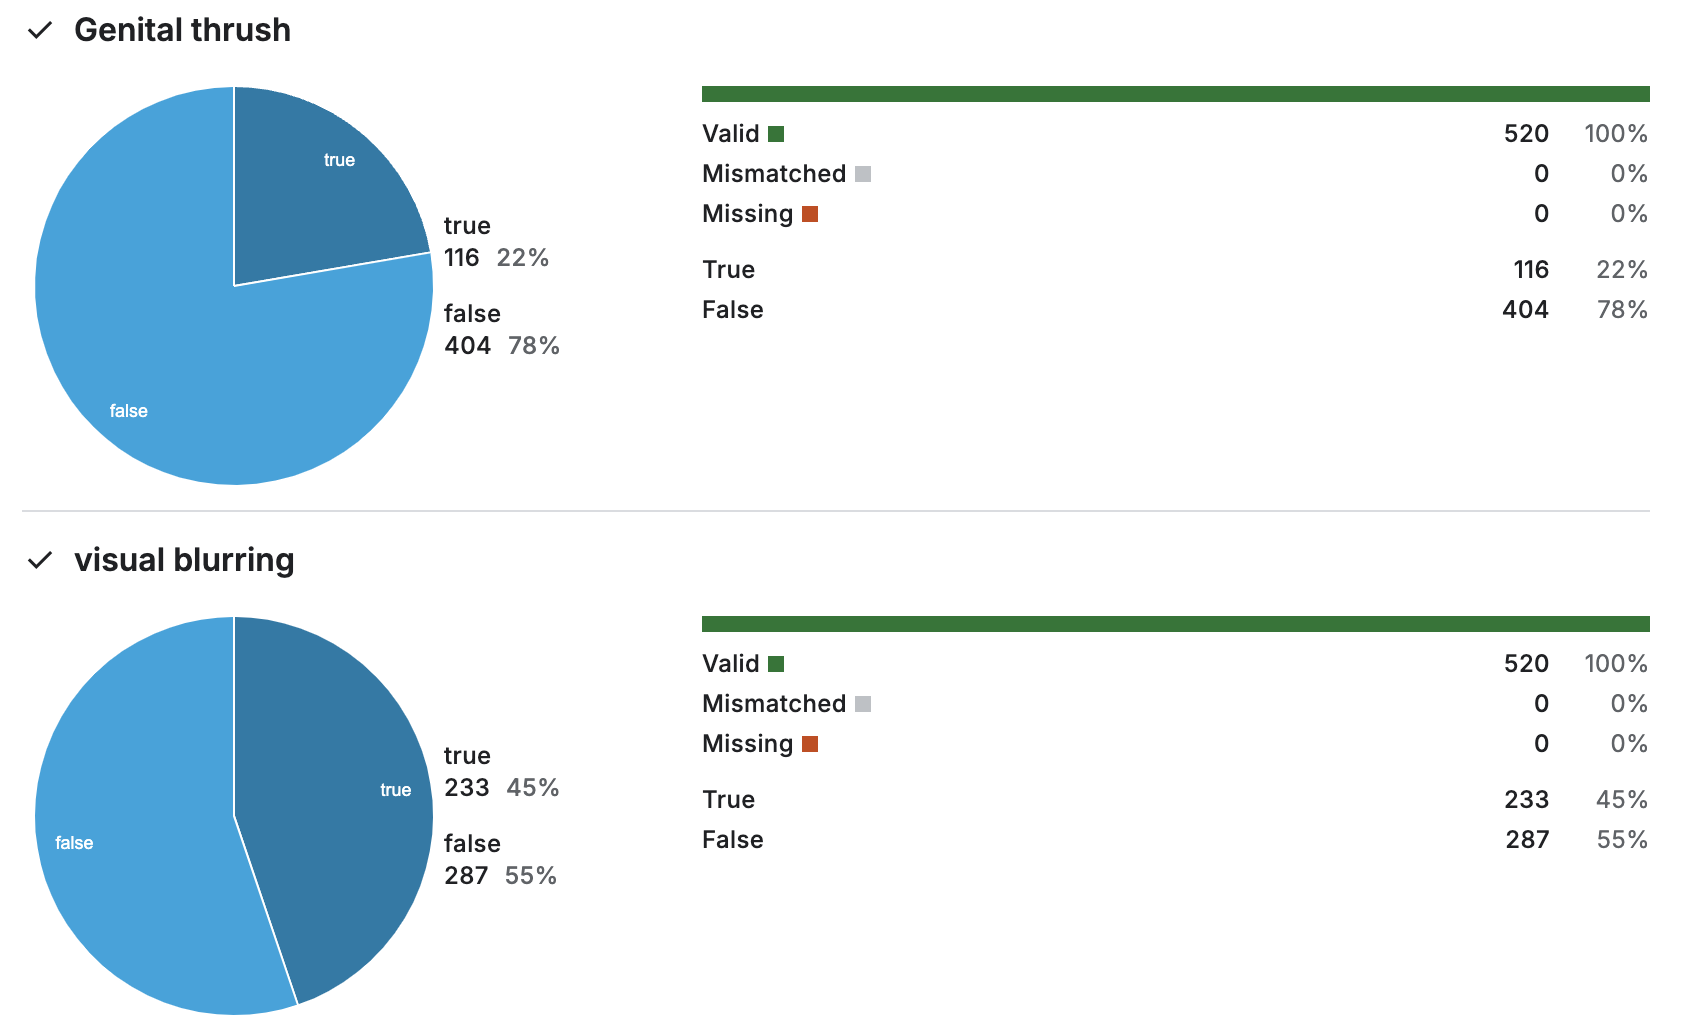 Genital thrush
true
false
true
116 22%
false
404 78%
Valid 520 100%
Mismatched 0 0%
Missing 0 0%
True 116 22%
False 404 78%
visual blurring
true
false
true
233 45%
false
287 55%
Valid 520 100%
Mismatched 0 0%
Missing 0 0%
True 233 45%
False 287 55%